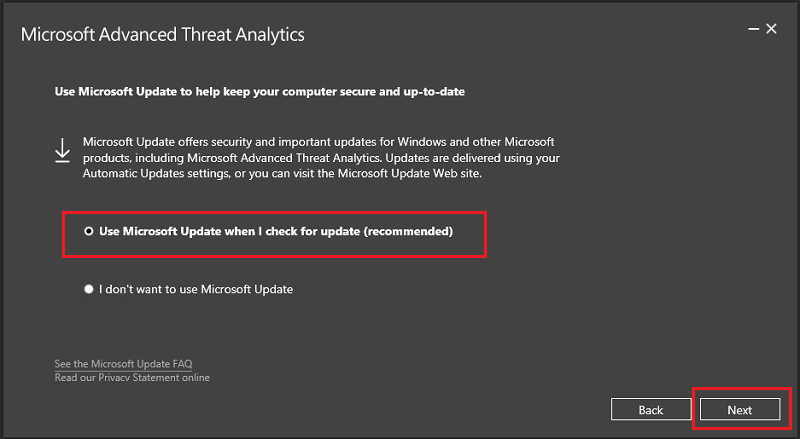 Microsoft Advanced Threat Analytics
Use Microsoft Update to help keep your computer secure and up-to-date
Microsoft Update offers security and important updates for Windows and other Microsoft
products, including Microsoft Advanced Threat Analytics. Updates are delivered using your
Automatic Updates settings, or you can visit the Microsoft Update Web site.
Use Microsoft Update when I check for update (recommended)
I don't want to use Microsoft Update
See the Microsoft Update FAQ
Read our Privacy Statement online
Back
Next